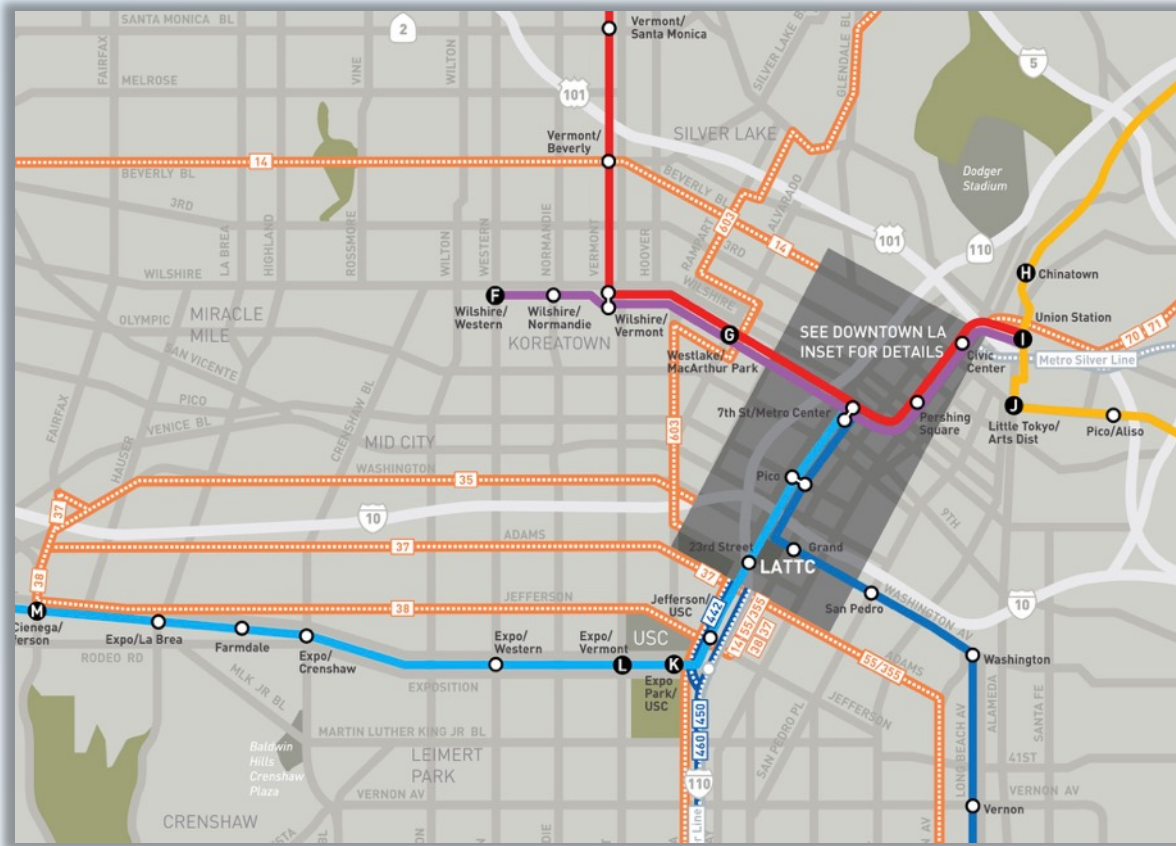 SANTA MONICA BL
2
Vermont/
Santa Monica
SILVER LAKE BL
GLENDALE BL
5
FAIRFAX
MELROSE
VINE
WILTON
101
SILVER LAKE
Vermont/
Beverly
14
BEVERLY BL
BEVERLY BL
ALVARADO
Dodger
Stadium
3RD
603
3RD
14
101
110
LA BREA
HIGHLAND
ROSSMORE
WILTON
WESTERN
NORMANDIE
VERMONT
HOOVER
RAMPART
WILSHIRE
WILSHIRE
H
Chinatown
F
Wilshire/
Western
Wilshire/
Normandie
Wilshire/
Vermont
MIRACLE
MILE
OLYMPIC
KOREATOWN
G
Westlake/
MacArthur Park
SEE DOWNTOWN LA
INSET FOR DETAILS
Union Station
I
Civic
Center
70
71
Metro Silver Line
SAN VICENTE
PICO
FAIRFAX
HAUSER
VENICE BL
CRENSHAW BL
7th St/Metro Center
Pershing
Square
J
Little Tokyo/
Arts Dist
Pico/Aliso
MID CITY
603
WASHINGTON
35
Pico
37
10
9TH
ADAMS
37
23rd Street
LATTC
Grand
37
38
M
Cienega/
erson
JEFFERSON
38
Jefferson/
USC
442
14 55/355
38 37
San Pedro
WASHINGTON AV
10
Expo/La Brea
Farmdale
Expo/
Crenshaw
Expo/
Western
Expo/
Vermont
USC
L
K
Expo
Park/
USC
ADAMS
55/355
Washington
RODEO RD
MLK JR BL
EXPOSITION
JEFFERSON
SAN PEDRO PL
LONG BEACH AV
ALAMEDA
SANTA FE
460
450
MARTIN LUTHER KING JR BL
Baldwin
Hills
Crenshaw
Plaza
LEIMERT
PARK
110
41ST
VERNON AV
VERNON AV
Vernon
CRENSHAW
r Line